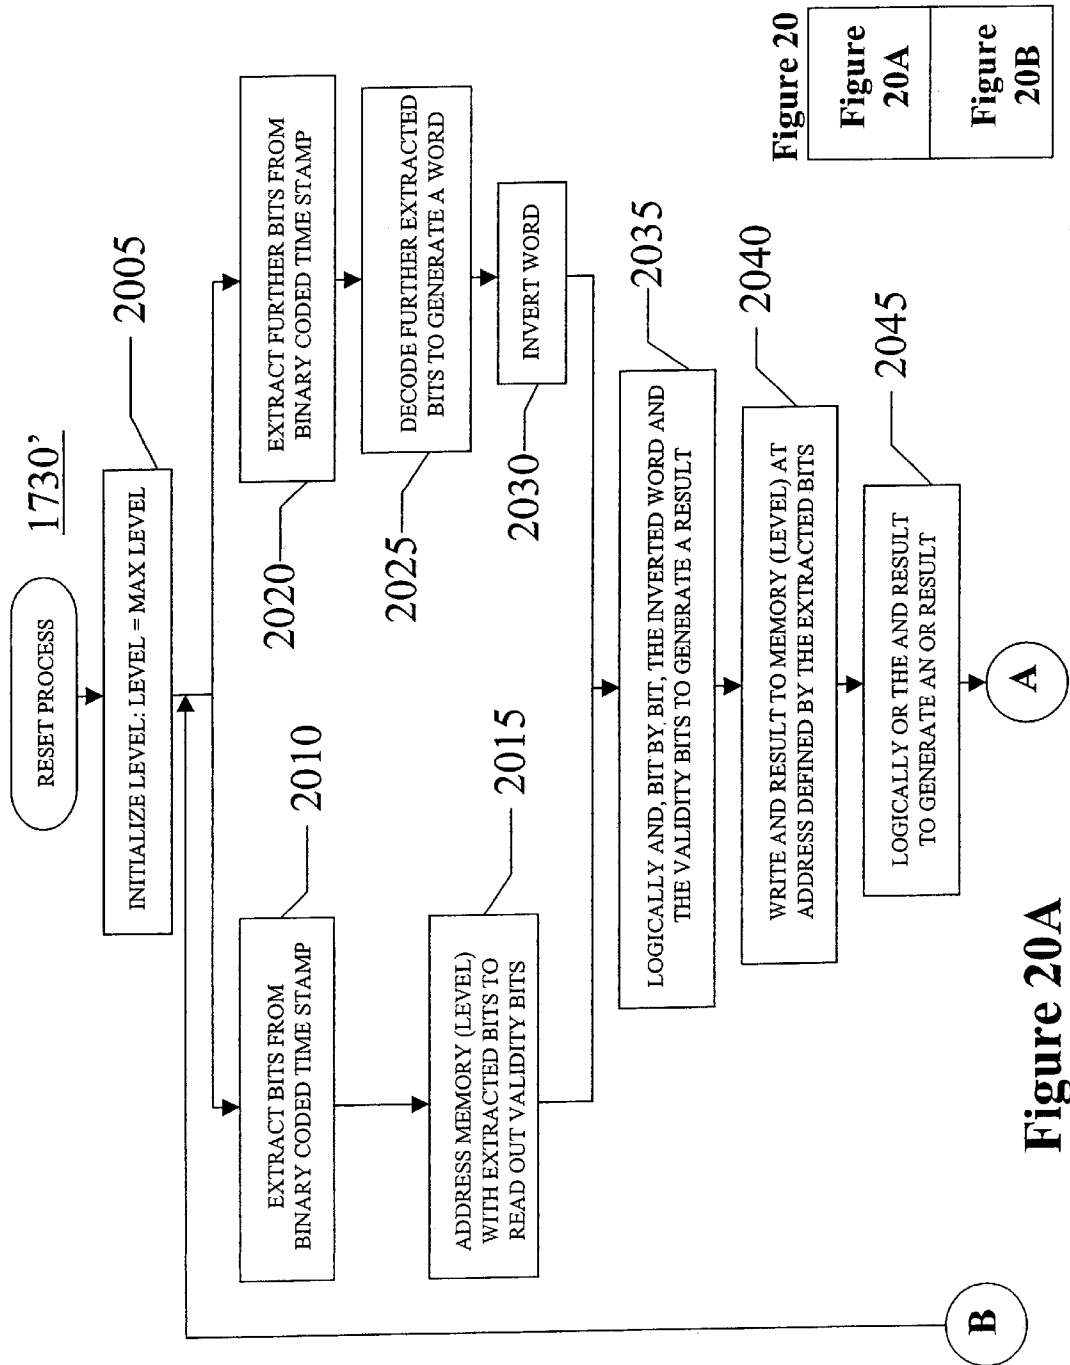 RESET PROCESS
1730'
INITIALIZE LEVEL: LEVEL = MAX LEVEL
2005
EXTRACT BITS FROM
BINARY CODED TIME STAMP
2010
ADDRESS MEMORY (LEVEL)
WITH EXTRACTED BITS TO
READ OUT VALIDITY BITS
2015
EXTRACT FURTHER BITS FROM
BINARY CODED TIME STAMP
2020
DECODE FURTHER EXTRACTED
BITS TO GENERATE A WORD
2025
INVERT WORD
2030
LOGICALLY AND, BIT BY, BIT, THE INVERTED WORD AND
THE VALIDITY BITS TO GENERATE A RESULT
2035
WRITE AND RESULT TO MEMORY (LEVEL) AT
ADDRESS DEFINED BY THE EXTRACTED BITS
2040
LOGICALLY OR THE AND RESULT
TO GENERATE AN OR RESULT
2045
A
B
Figure 20
Figure
20A
Figure
20B
Figure 20A